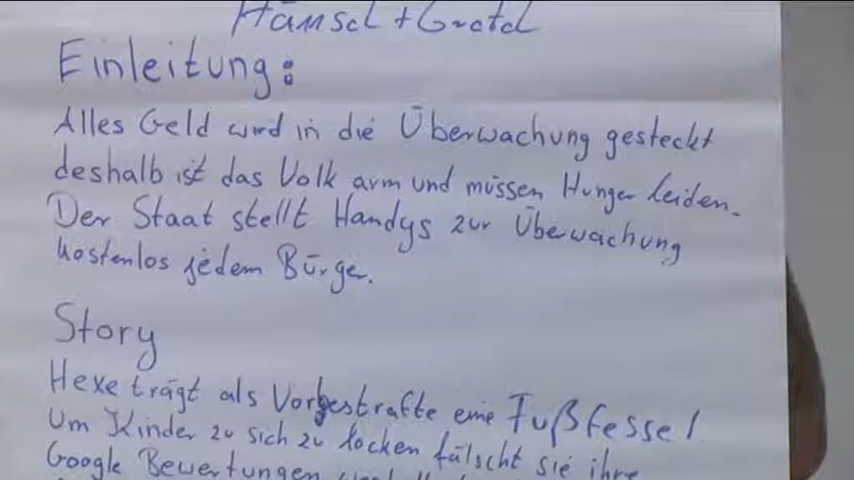 Hänsel + Gretel
Einleitung:
Alles Geld wird in die Überwachung gesteckt
deshalb ist das Volk arm und müssen Hunger leiden.
Der Staat stellt Handys zur Überwachung
kostenlos jedem Bürger.
Story
Hexe trägt als Vorbestrafte eine Fußfessel
Um Kinder zu sich zu locken fälscht sie ihre
Google Bewertungen